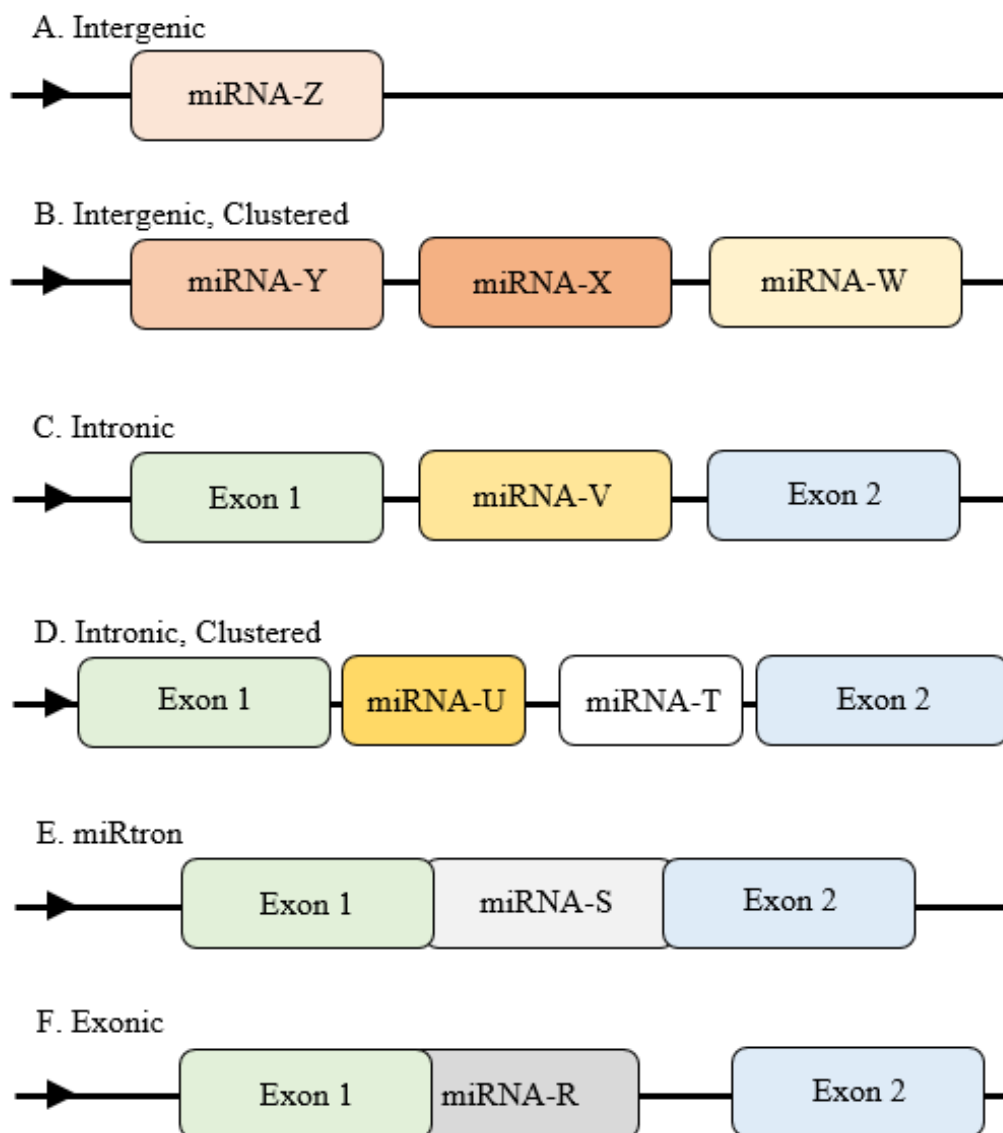 A. Intergenic
miRNA-Z
B. Intergenic, Clustered
miRNA-Y miRNA-X miRNA-W
C. Intronic
Exon 1 miRNA-V Exon 2
D. Intronic, Clustered
Exon 1 miRNA-U miRNA-T Exon 2
E. miRtron
Exon 1 miRNA-S Exon 2
F. Exonic
Exon 1 miRNA-R Exon 2